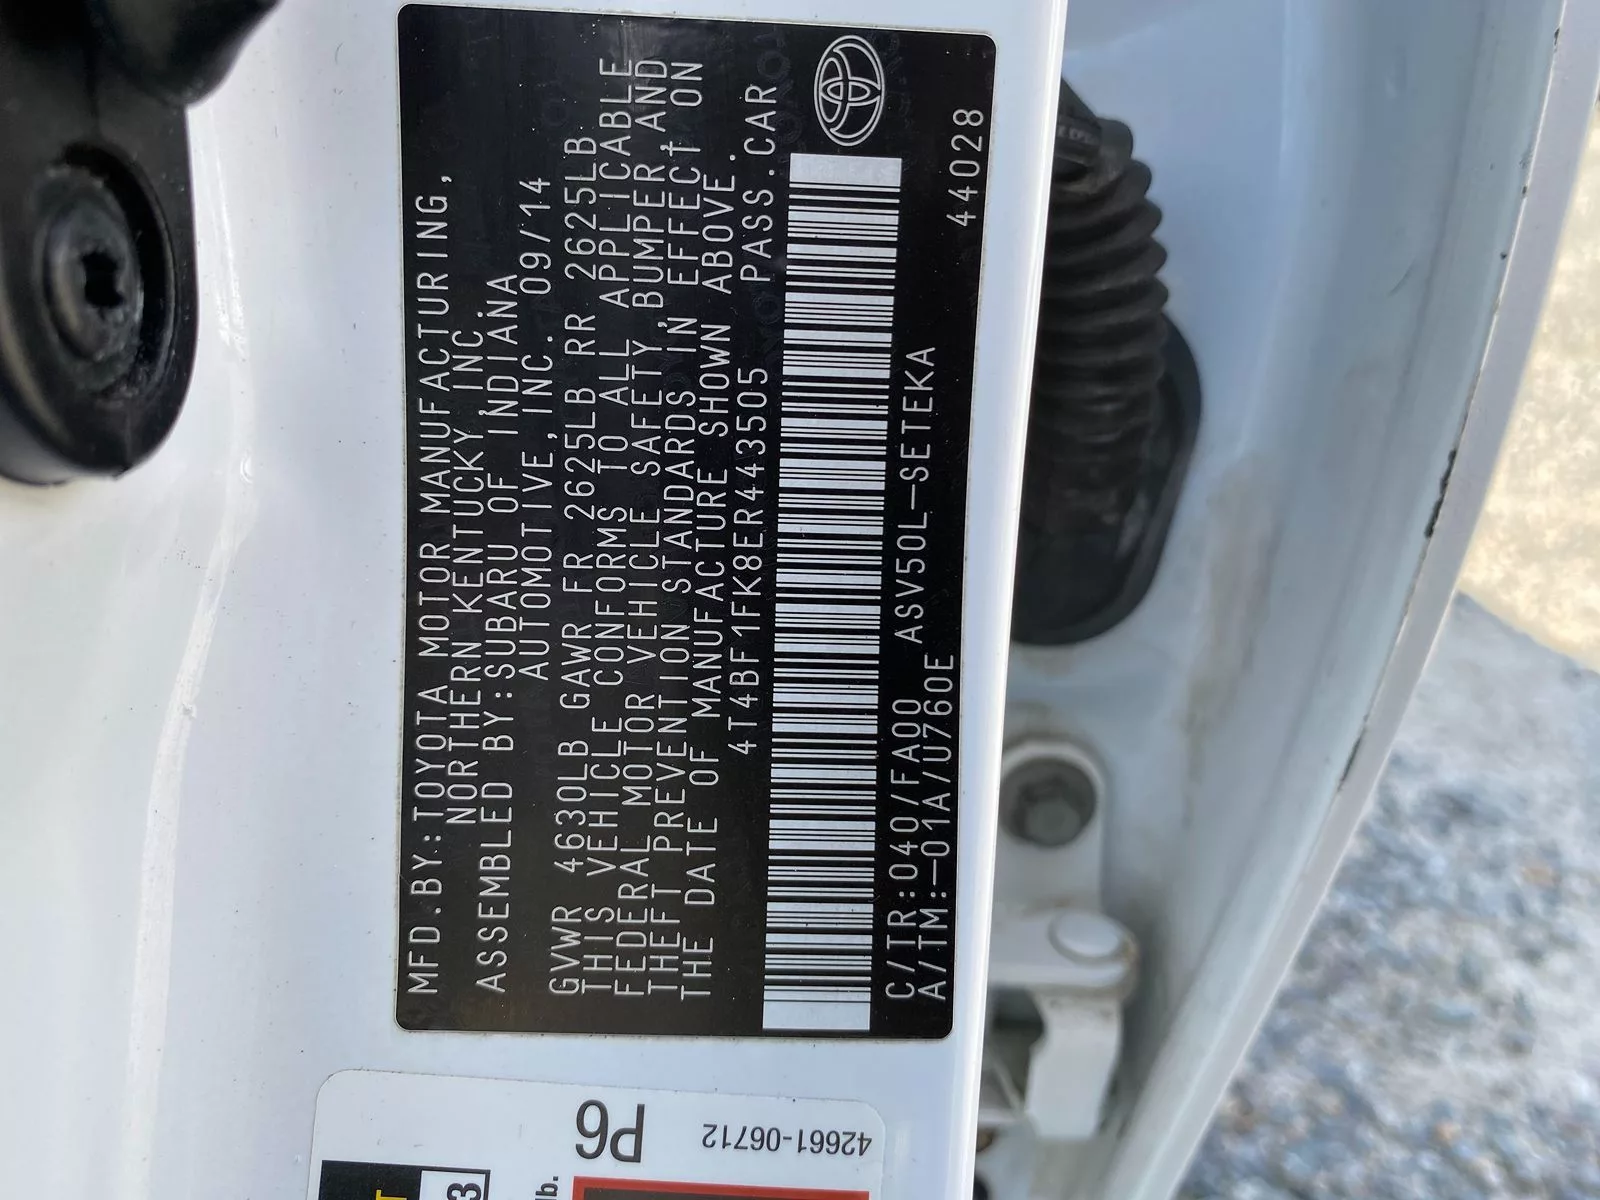 MFD.BY:TOYOTA MOTOR MANUFACTURING,
NORTHERN KENTUCKY, INC.
ASSEMBLED BY:SUBARU OF INDIANA
AUTOMOTIVE, INC. 09/14
GVWR 4630LB GAWR FR 2625LB RR 2625LB
THIS VEHICLE CONFORMS TO ALL APPLICABLE
FEDERAL MOTOR VEHICLE SAFETY, BUMPER, AND
THEFT PREVENTION STANDARDS IN EFFECT ON
THE DATE OF MANUFACTURE SHOWN ABOVE.
4T4BF1FK8ER443505 PASS.CAR
C/TR:040/FA00 ASV50L-SETEKA
A/TM:-01A/U760E 44028
P6
42661-06712
lb.
3